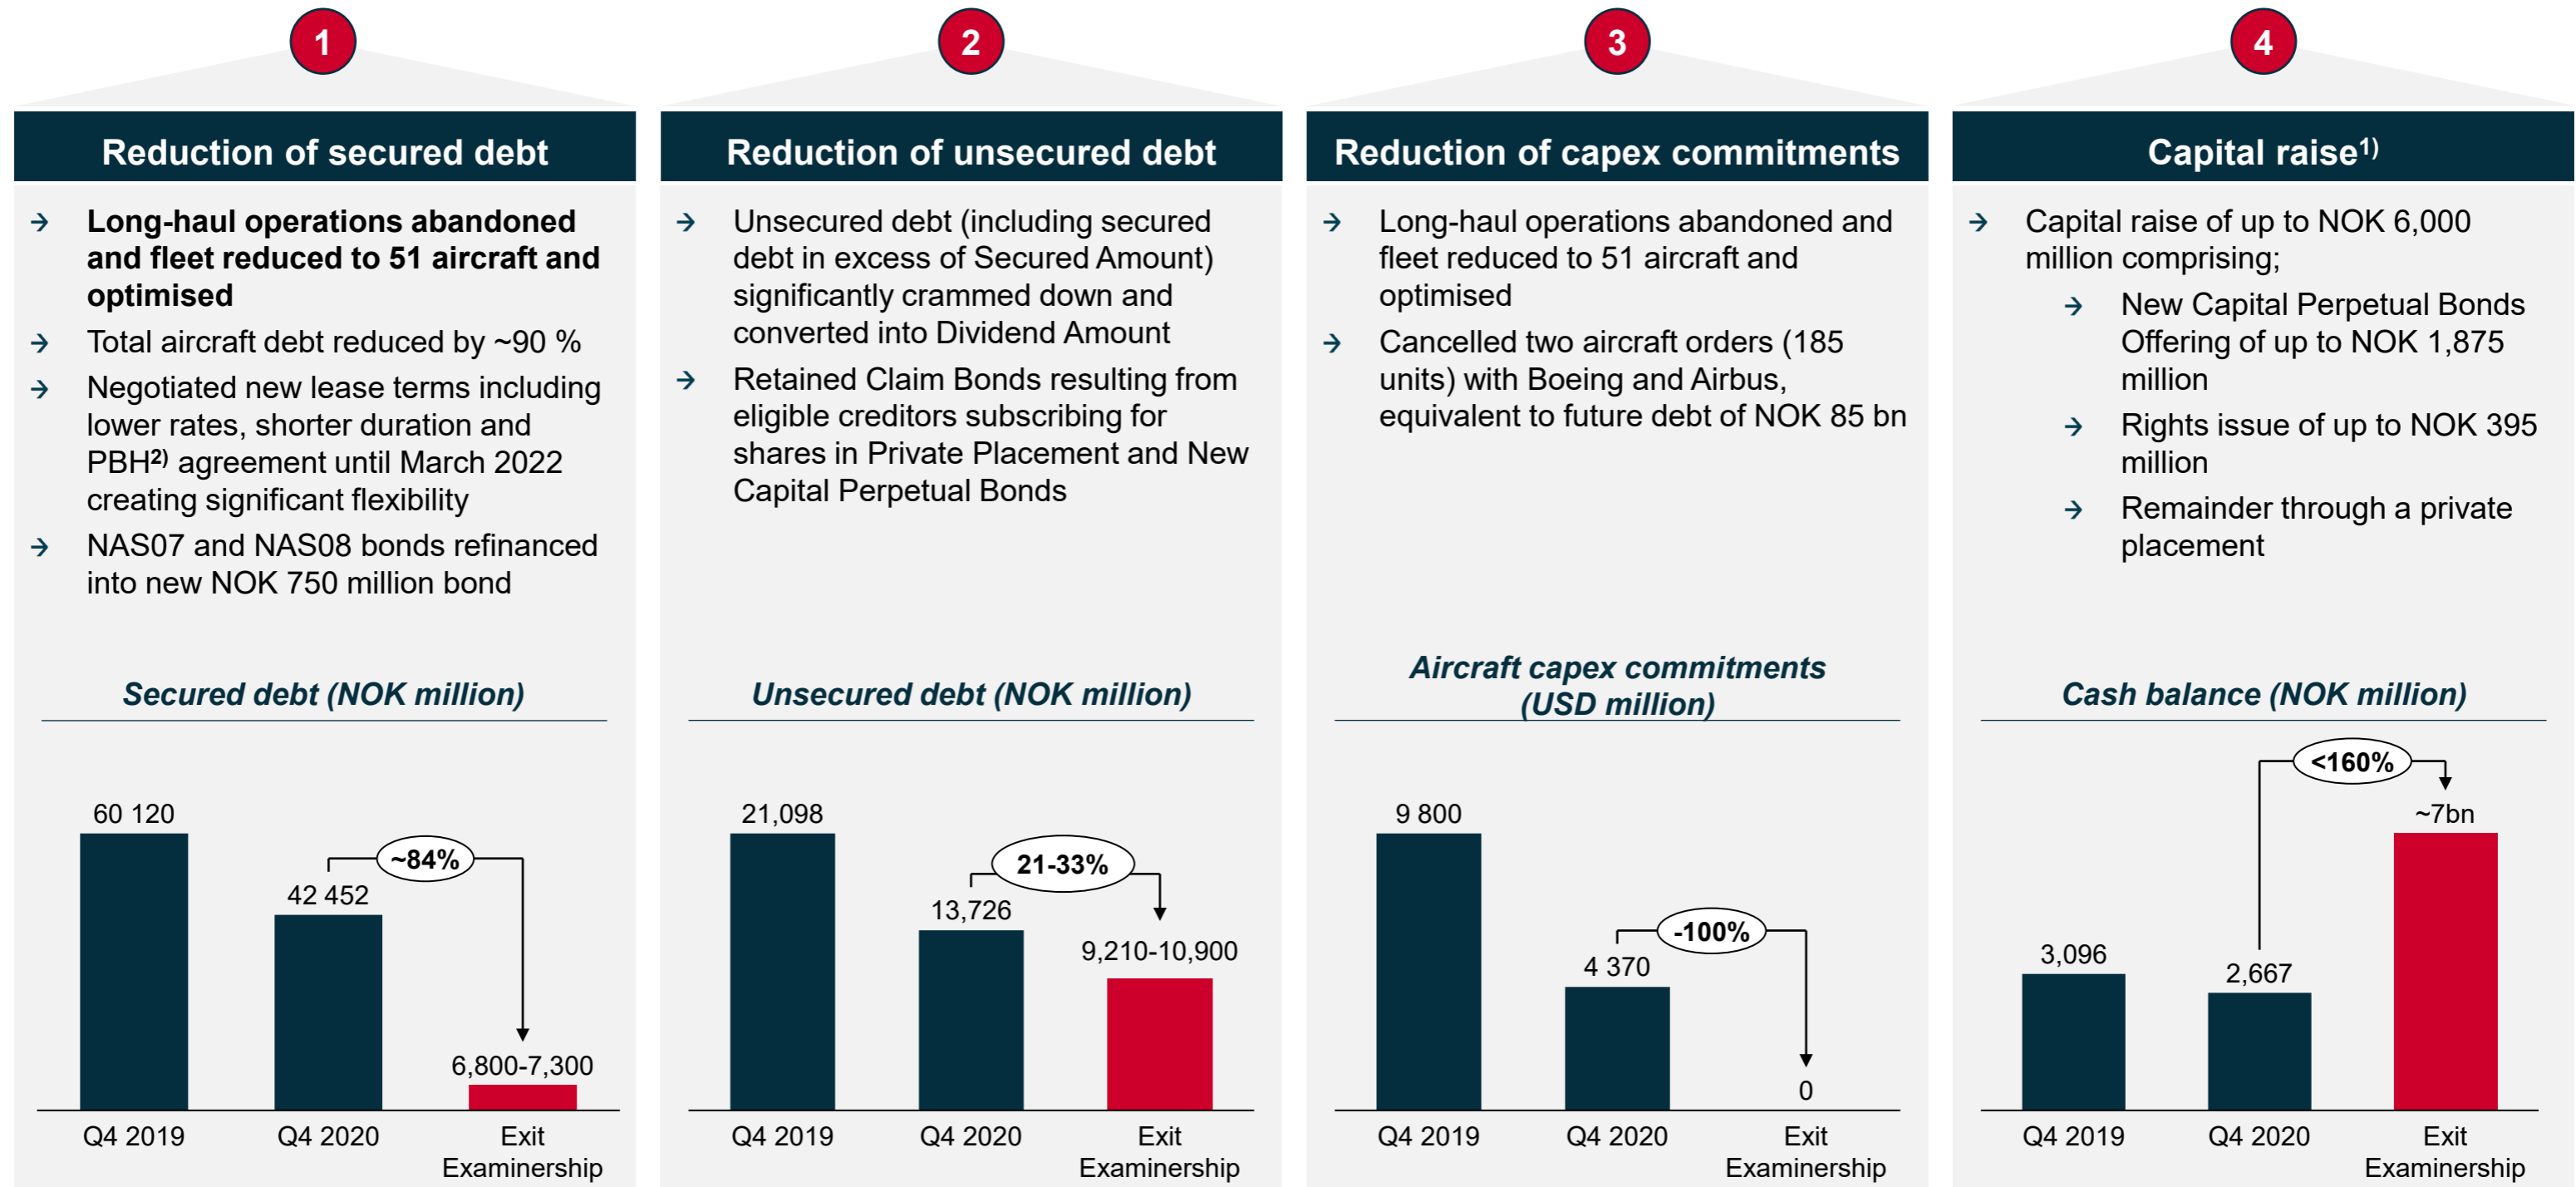 1
Reduction of secured debt
→ Long-haul operations abandoned
and fleet reduced to 51 aircraft and
optimised
→ Total aircraft debt reduced by ~90 %
→ Negotiated new lease terms including
lower rates, shorter duration and
PBH2) agreement until March 2022
creating significant flexibility
→ NAS07 and NAS08 bonds refinanced
into new NOK 750 million bond
Secured debt (NOK million)
60 120
~84%
42 452
6,800-7,300
Q4 2019
Q4 2020
Exit
Examinership
2
Reduction of unsecured debt
→ Unsecured debt (including secured
debt in excess of Secured Amount)
significantly crammed down and
converted into Dividend Amount
→ Retained Claim Bonds resulting from
eligible creditors subscribing for
shares in Private Placement and New
Capital Perpetual Bonds
Unsecured debt (NOK million)
21,098
21-33%
13,726
9,210-10,900
Q4 2019
Q4 2020
Exit
Examinership
3
Reduction of capex commitments
→ Long-haul operations abandoned and
fleet reduced to 51 aircraft and
optimised
→ Cancelled two aircraft orders (185
units) with Boeing and Airbus,
equivalent to future debt of NOK 85 bn
Aircraft capex commitments
(USD million)
9 800
-100%
4 370
0
Q4 2019
Q4 2020
Exit
Examinership
4
Capital raise1)
→ Capital raise of up to NOK 6,000
million comprising;
→ New Capital Perpetual Bonds
Offering of up to NOK 1,875
million
→ Rights issue of up to NOK 395
million
→ Remainder through a private
placement
Cash balance (NOK million)
<160%
~7bn
3,096
2,667
Q4 2019
Q4 2020
Exit
Examinership